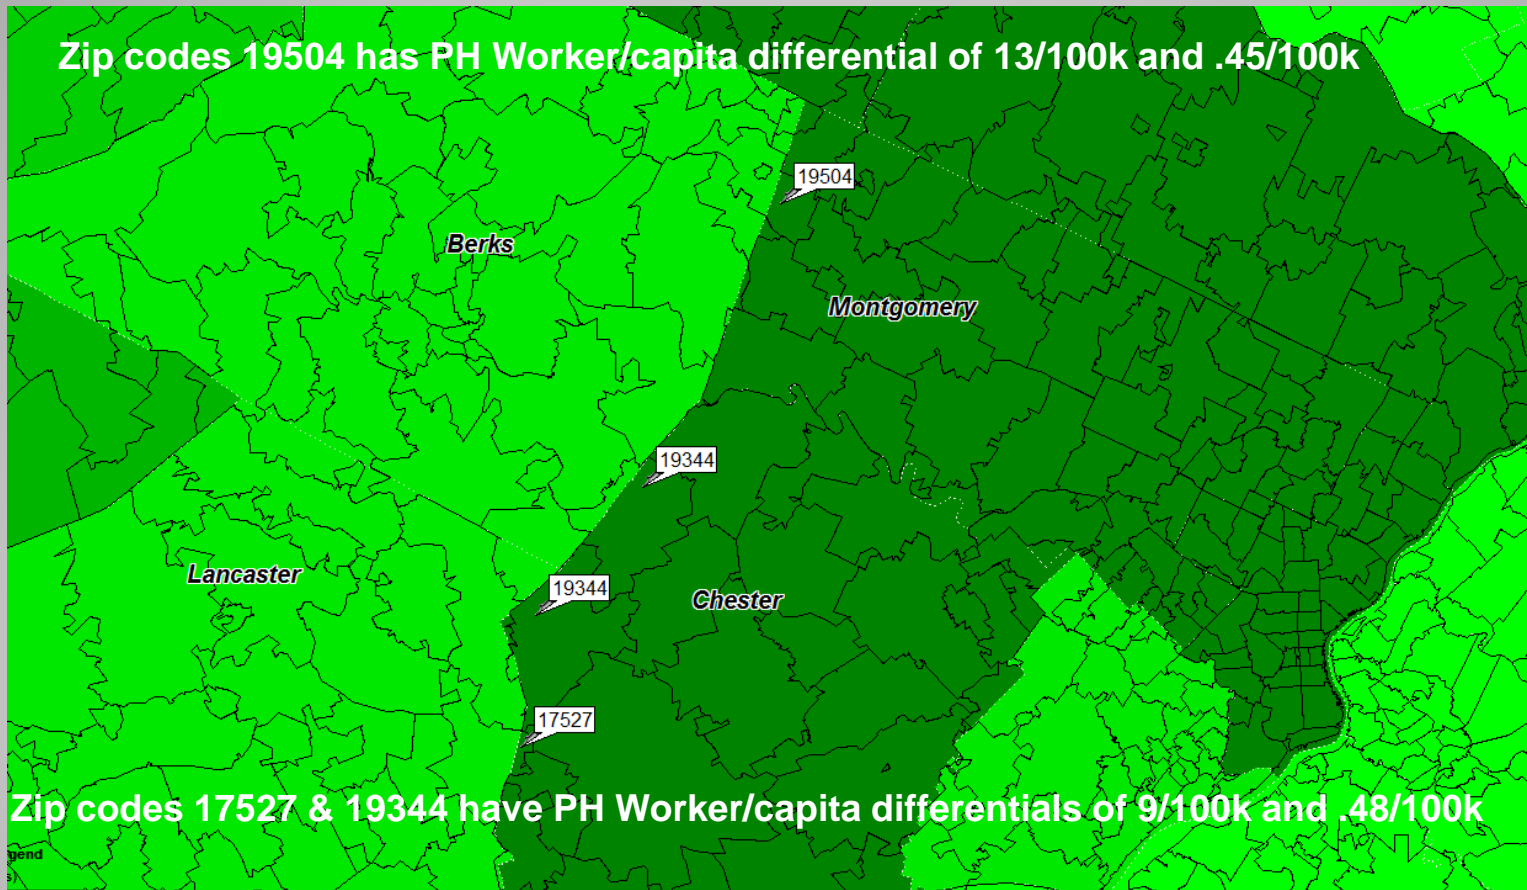 Zip codes 19504 has PH Worker/capita differential of 13/100k and .45/100k
19504
Berks
Montgomery
19344
Lancaster
19344
Chester
17527
Zip codes 17527 & 19344 have PH Worker/capita differentials of 9/100k and .48/100k
gend
s)